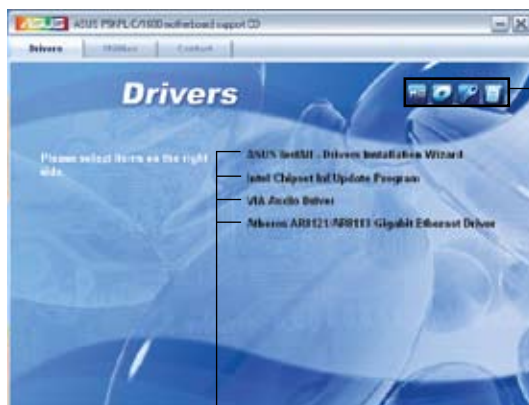 ASUS P5KPL-C/1600 motherboard support CD
Drivers Utilities Contact
Drivers
Please select items on the right
side.
ASUS InstAll - Drivers Installation Wizard
Intel Chipset Inf Update Program
VIA Audio Driver
Atheros AR8121/AR8113 Gigabit Ethernet Driver